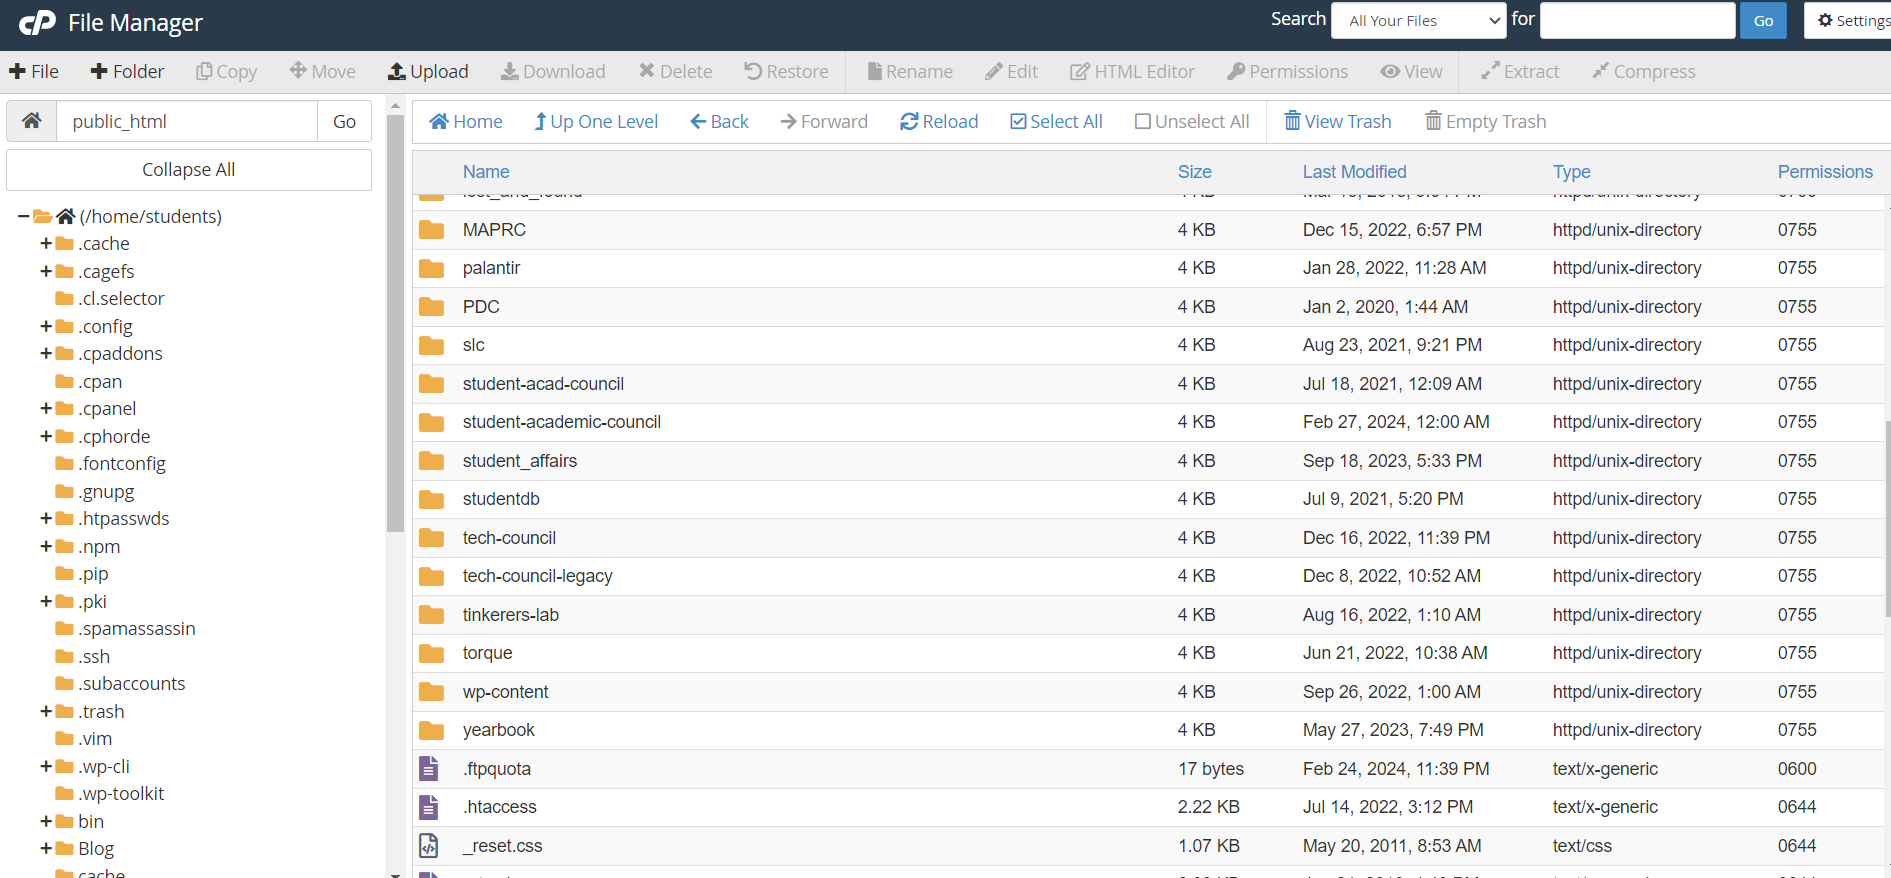 cP File Manager Search All Your Files for Go Settings
File Folder Copy Move Upload Download Delete Restore Rename Edit HTML Editor Permissions View Extract Compress
public_html Go
Collapse All
(/home/students)
.cache
.cagefs
.cl.selector
.config
.cpaddons
.cpan
.cpanel
.cphorde
.fontconfig
.gnupg
.htpasswds
.npm
.pip
.pki
.spamassassin
.ssh
.subaccounts
.trash
.vim
.wp-cli
.wp-toolkit
bin
Blog
cache
Home Up One Level Back Forward Reload Select All Unselect All View Trash Empty Trash
Name Size Last Modified Type Permissions
MAPRC 4 KB Dec 15, 2022, 6:57 PM httpd/unix-directory 0755
palantir 4 KB Jan 28, 2022, 11:28 AM httpd/unix-directory 0755
PDC 4 KB Jan 2, 2020, 1:44 AM httpd/unix-directory 0755
slc 4 KB Aug 23, 2021, 9:21 PM httpd/unix-directory 0755
student-acad-council 4 KB Jul 18, 2021, 12:09 AM httpd/unix-directory 0755
student-academic-council 4 KB Feb 27, 2024, 12:00 AM httpd/unix-directory 0755
student_affairs 4 KB Sep 18, 2023, 5:33 PM httpd/unix-directory 0755
studentdb 4 KB Jul 9, 2021, 5:20 PM httpd/unix-directory 0755
tech-council 4 KB Dec 16, 2022, 11:39 PM httpd/unix-directory 0755
tech-council-legacy 4 KB Dec 8, 2022, 10:52 AM httpd/unix-directory 0755
tinkerers-lab 4 KB Aug 16, 2022, 1:10 AM httpd/unix-directory 0755
torque 4 KB Jun 21, 2022, 10:38 AM httpd/unix-directory 0755
wp-content 4 KB Sep 26, 2022, 1:00 AM httpd/unix-directory 0755
yearbook 4 KB May 27, 2023, 7:49 PM httpd/unix-directory 0755
.ftpquota 17 bytes Feb 24, 2024, 11:39 PM text/x-generic 0600
.htaccess 2.22 KB Jul 14, 2022, 3:12 PM text/x-generic 0644
_reset.css 1.07 KB May 20, 2011, 8:53 AM text/css 0644